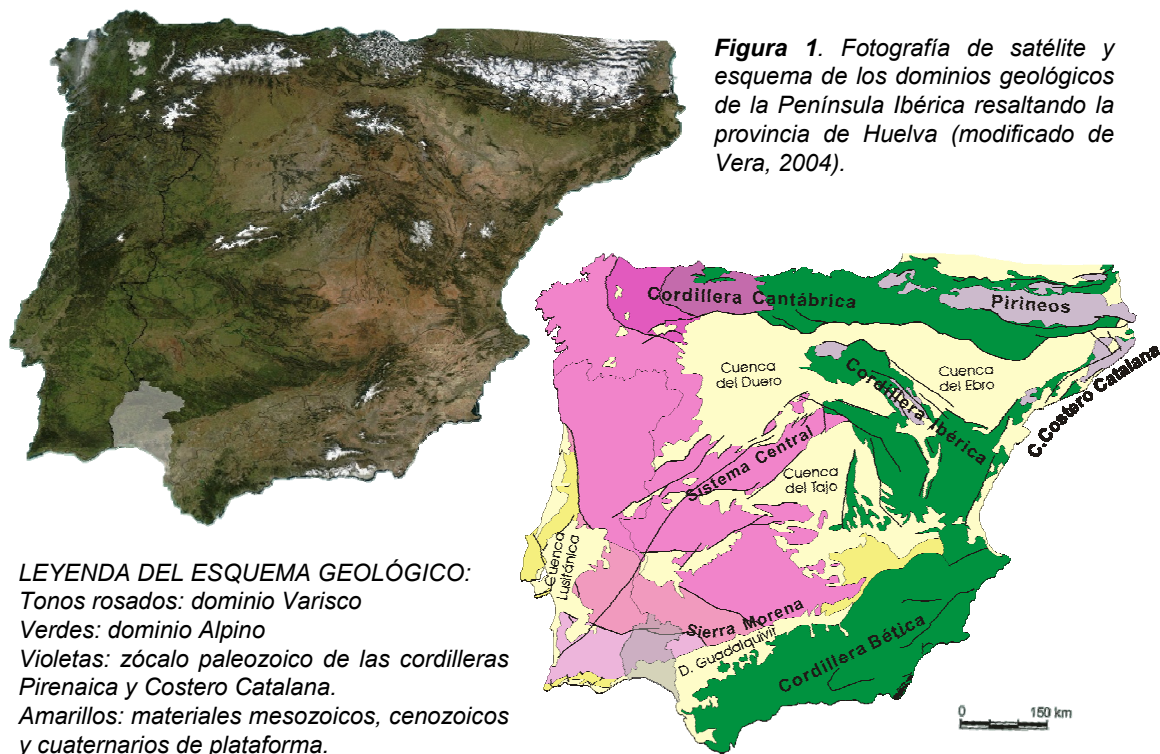 Figura 1. Fotografía de satélite y
esquema de los dominios geológicos
de la Península Ibérica resaltando la
provincia de Huelva (modificado de
Vera, 2004).
Cordillera Cantábrica
Pirineos
Cuenca
del Duero
Cordillera Ibérica
Cuenca
del Ebro
C.Costero Catalana
Sistema Central
Cuenca
del Tajo
Cuenca
Lusitánica
Sierra Morena
D. Guadalquivir
Cordillera Bética
0 150 km
LEYENDA DEL ESQUEMA GEOLÓGICO:
Tonos rosados: dominio Varisco
Verdes: dominio Alpino
Violetas: zócalo paleozoico de las cordilleras
Pirenaica y Costero Catalana.
Amarillos: materiales mesozoicos, cenozoicos
y cuaternarios de plataforma.